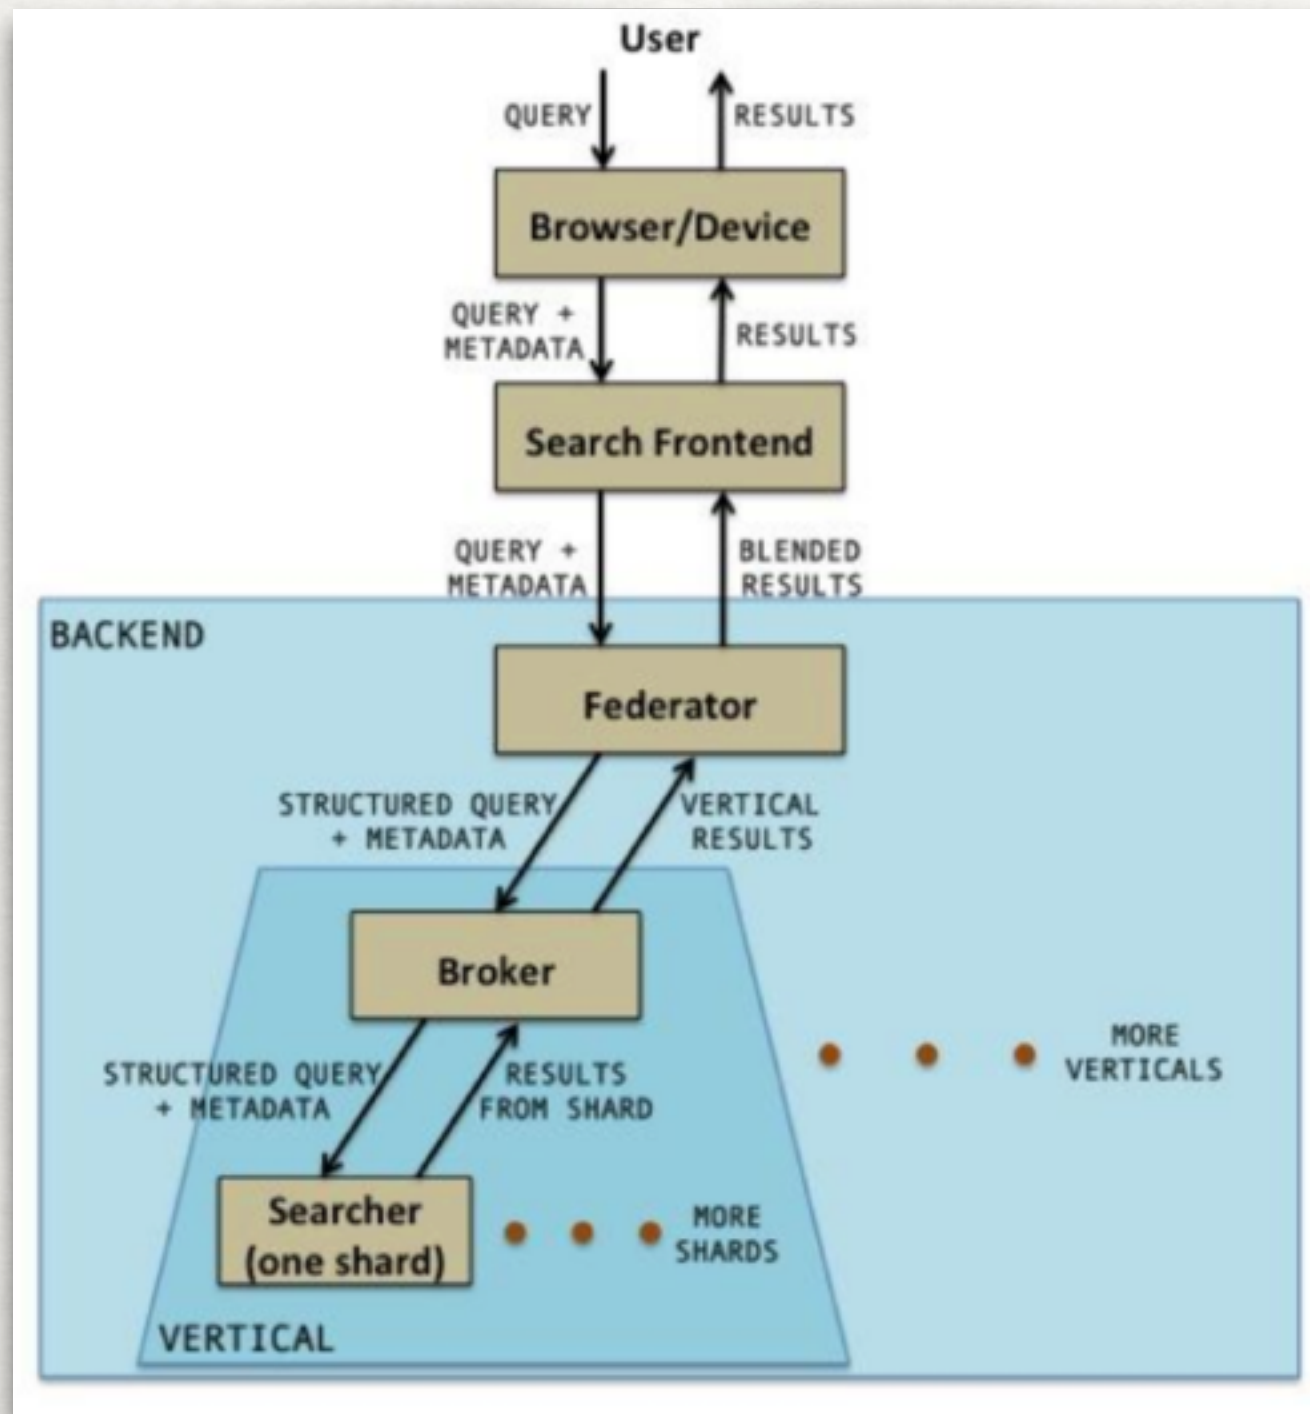 User
QUERY
RESULTS
Browser/Device
QUERY +
METADATA
RESULTS
Search Frontend
QUERY +
METADATA
BLENDED
RESULTS
BACKEND
Federator
STRUCTURED QUERY
+ METADATA
VERTICAL
RESULTS
Broker
STRUCTURED QUERY
+ METADATA
RESULTS
FROM SHARD
MORE
VERTICALS
Searcher
(one shard)
MORE
SHARDS
VERTICAL